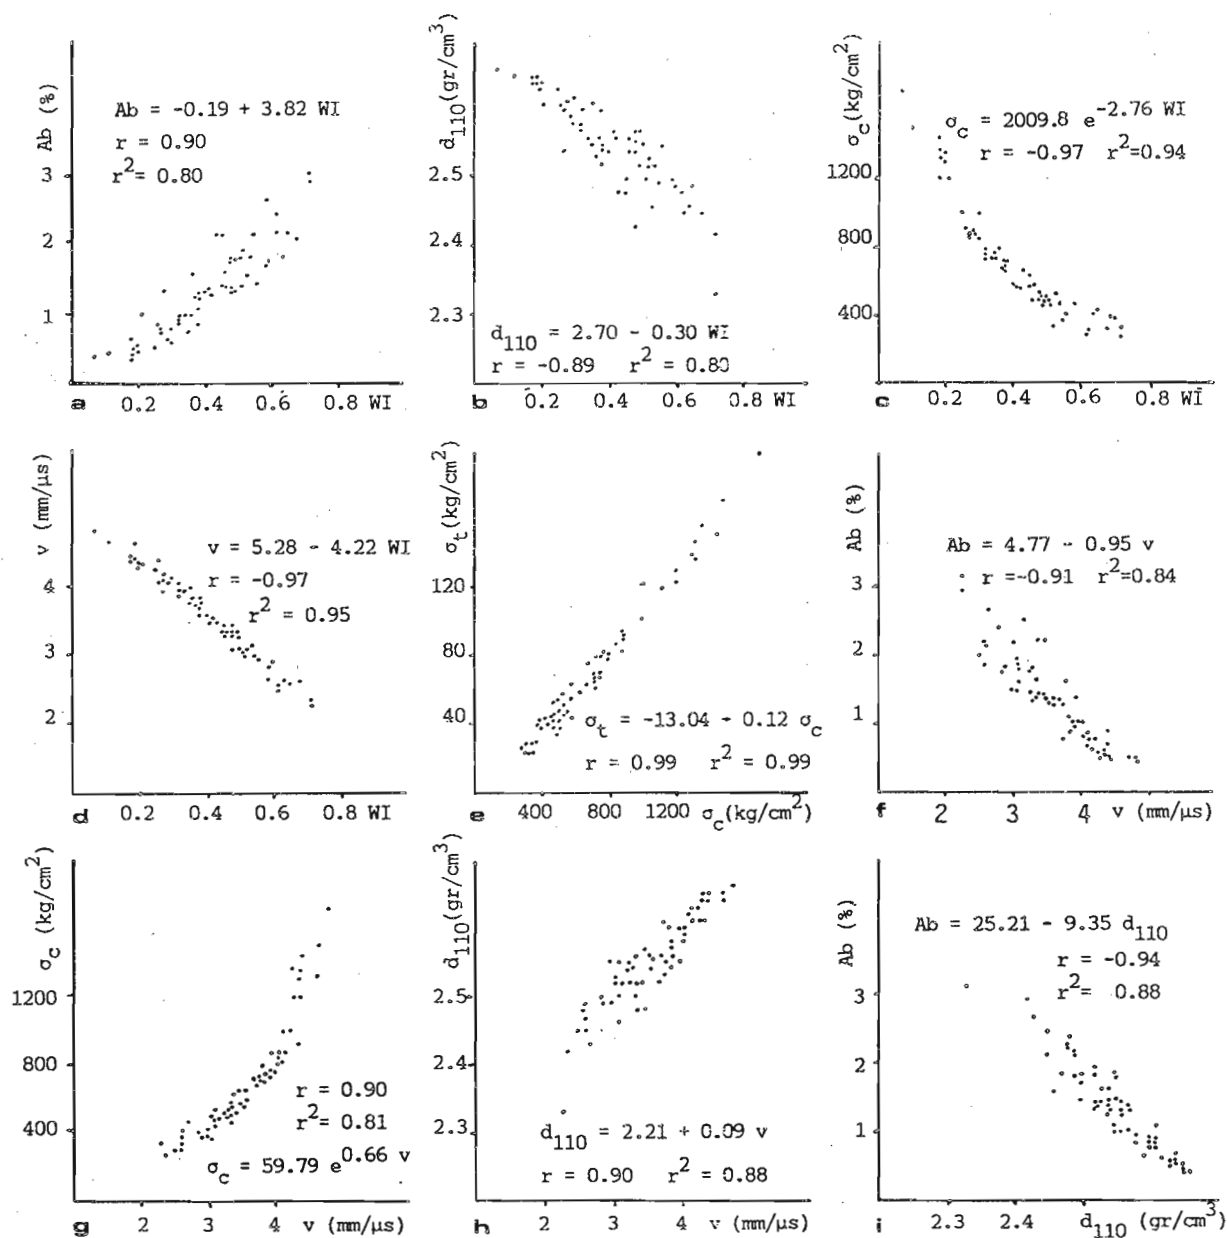 Ab (%)
Ab = -0.19 + 3.82 WI
r = 0.90
r²= 0.80
3
2
1
a 0.2 0.4 0.6 0.8 WI
d110(gr/cm³)
2.5
2.4
2.3
d110 = 2.70 - 0.30 WI
r = -0.89 r² = 0.80
b 0.2 0.4 0.6 0.8 WI
σc(kg/cm²)
σc = 2009.8 e-2.76 WI
r = -0.97 r²=0.94
1200
800
400
c 0.2 0.4 0.6 0.8 WI
v (mm/μs)
v = 5.28 - 4.22 WI
r = -0.97
r² = 0.95
4
3
2
d 0.2 0.4 0.6 0.8 WI
σt(kg/cm²)
120
80
40
σt = -13.04 + 0.12 σc
r = 0.99 r² = 0.99
e 400 800 1200 σc(kg/cm²)
Ab (%)
Ab = 4.77 - 0.95 v
r =-0.91 r²=0.84
3
2
1
f 2 3 4 v (mm/μs)
σc (kg/cm²)
1200
800
400
r = 0.90
r²= 0.81
σc = 59.79 e0.66 v
g 2 3 4 v (mm/μs)
d110(gr/cm³)
2.5
2.4
2.3
d110 = 2.21 + 0.09 v
r = 0.90 r² = 0.88
h 2 3 4 v (mm/μs)
Ab (%)
Ab = 25.21 - 9.35 d110
r = -0.94
r²= 0.88
3
2
1
i 2.3 2.4 d110 (gr/cm³)